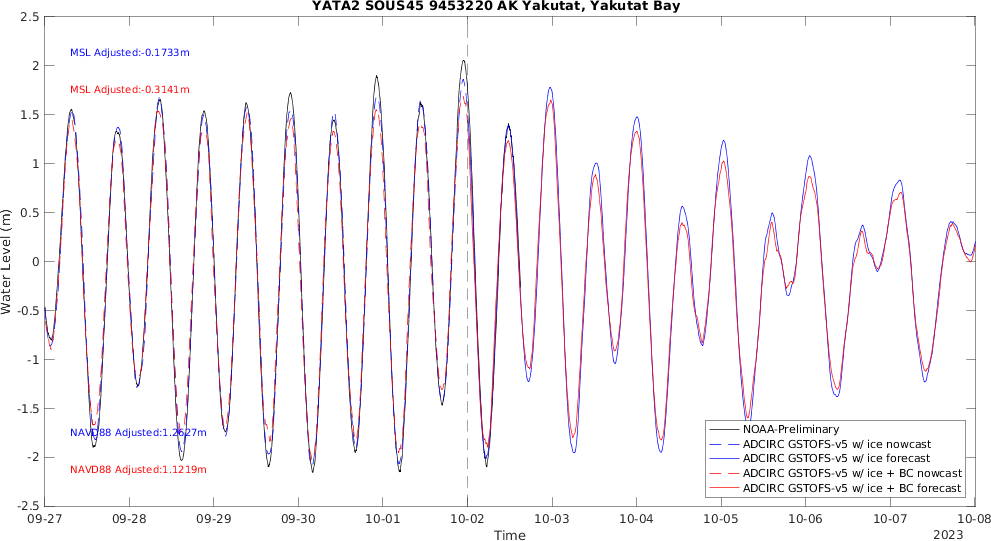 YATA2 SOUS45 9453220 AK Yakutat, Yakutat Bay
2.5
2
1.5
1
0.5
0
-0.5
-1
-1.5
-2
-2.5
Water Level (m)
MSL Adjusted:-0.1733m
MSL Adjusted:-0.3141m
NAVD88 Adjusted:1.2627m
NAVD88 Adjusted:1.1219m
NOAA-Preliminary
ADCIRC GSTOFS-v5 w/ ice nowcast
ADCIRC GSTOFS-v5 w/ ice forecast
ADCIRC GSTOFS-v5 w/ ice + BC nowcast
ADCIRC GSTOFS-v5 w/ ice + BC forecast
09-27 09-28 09-29 09-30 10-01 10-02 10-03 10-04 10-05 10-06 10-07 10-08
Time
2023